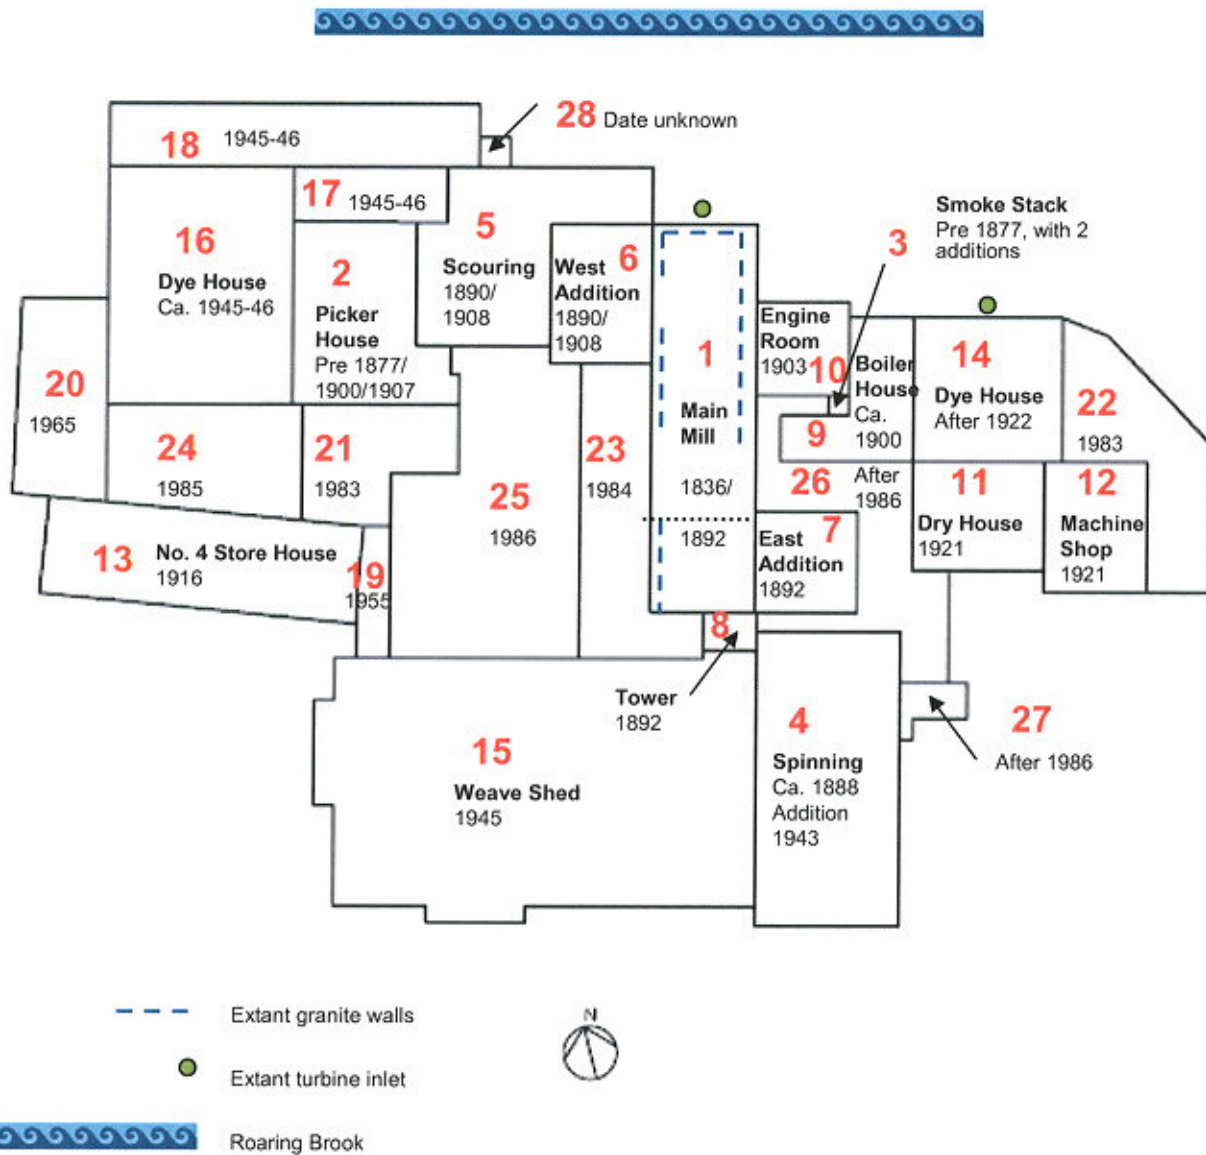 28 Date unknown
18 1945-46
17 1945-46
Smoke Stack
Pre 1877, with 2
additions
3
16
Dye House
Ca. 1945-46
2
Picker
House
Pre 1877/
1900/1907
5
Scouring
1890/
1908
6
West
Addition
1890/
1908
1
Main
Mill
1836/
1892
Engine
Room
1903
10
Boiler
House
Ca.
1900
14
Dye House
After 1922
22
1983
20
1965
24
1985
21
1983
25
1986
23
1984
9
26
After
1986
11
Dry House
1921
12
Machine
Shop
1921
13 No. 4 Store House
1916
19
1955
7
East
Addition
1892
8
Tower
1892
15
Weave Shed
1945
4
Spinning
Ca. 1888
Addition
1943
27
After 1986
N
Extant granite walls
Extant turbine inlet
Roaring Brook